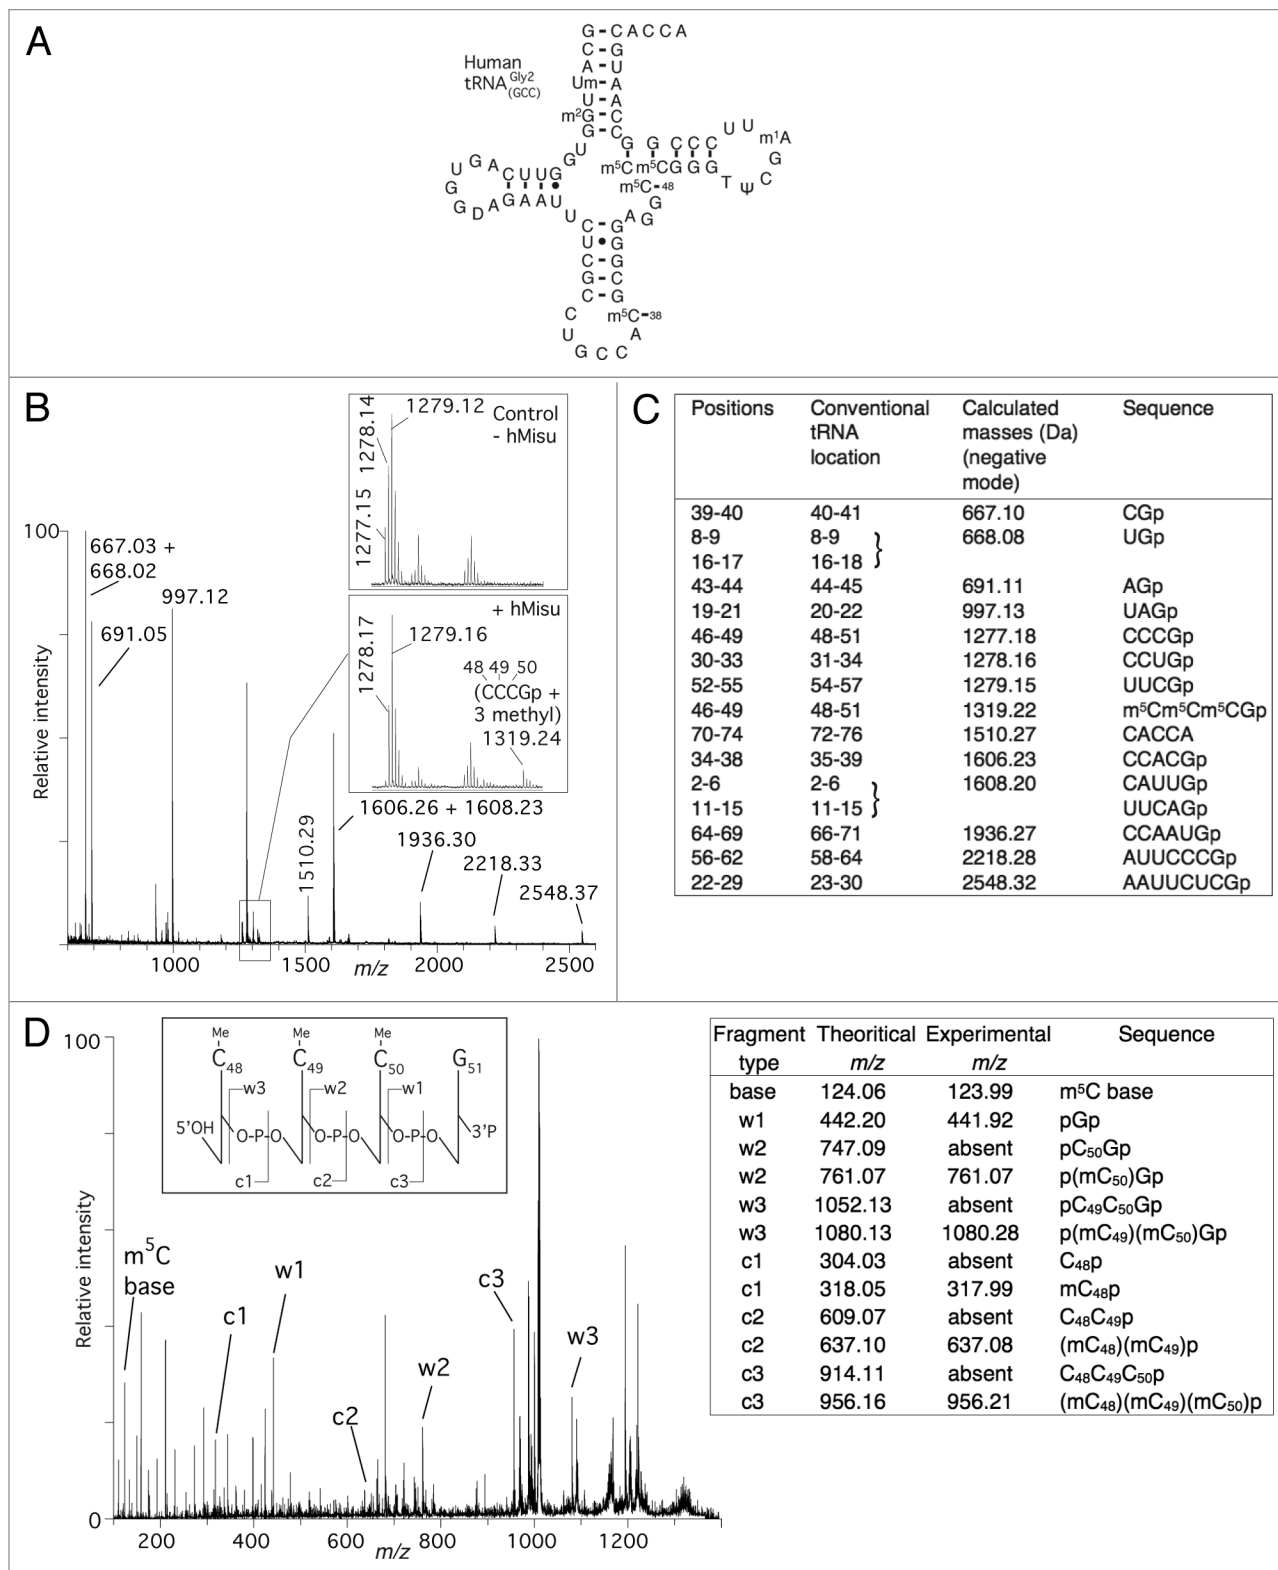 A
Human
tRNA Gly2
(GCC)
G-CACCA
C G
A U
Um-A
U-A
m²G-C
G-C
U
G
G
U G A C U U G
G
G D A G A A U
U
G G C C C U U m¹A
G
C
Ψ
T
m⁵C m⁵C G G G
m⁵C-48
G
G
A
C-G
U•G
C-G
G-C
C-G
C
m⁵C-38
U
A
G C C
B
100
Relative intensity
667.03 +
668.02
691.05
997.12
1510.29
1606.26 + 1608.23
1936.30
2218.33
2548.37
1000 1500 2000 2500
m/z
Control
- hMisu
1277.15
1278.14
1279.12
+ hMisu
1278.17
1279.16
48 49 50
(CCCGp +
3 methyl)
1319.24
C
Positions Conventional tRNA location Calculated masses (Da) (negative mode) Sequence
39-40 40-41 667.10 CGp
8-9 8-9 668.08 UGp
16-17 16-18
43-44 44-45 691.11 AGp
19-21 20-22 997.13 UAGp
46-49 48-51 1277.18 CCCGp
30-33 31-34 1278.16 CCUGp
52-55 54-57 1279.15 UUCGp
46-49 48-51 1319.22 m⁵Cm⁵Cm⁵CGp
70-74 72-76 1510.27 CACCA
34-38 35-39 1606.23 CCACGp
2-6 2-6 1608.20 CAUUGp
11-15 11-15 UUCAGp
64-69 66-71 1936.27 CCAAUGp
56-62 58-64 2218.28 AUUCCCGp
22-29 23-30 2548.32 AAUUCUCGp
D
100
0
Relative intensity
Me Me Me
C48 C49 C50 G51
w3 w2 w1
5'OH O-P-O O-P-O O-P-O 3'P
c1 c2 c3
m⁵C
base
c1
w1
c2
w2
c3
w3
200 400 600 800 1000 1200
m/z
Fragment type Theoritical m/z Experimental m/z Sequence
base 124.06 123.99 m⁵C base
w1 442.20 441.92 pGp
w2 747.09 absent pC₅₀Gp
w2 761.07 761.07 p(mC₅₀)Gp
w3 1052.13 absent pC₄₉C₅₀Gp
w3 1080.13 1080.28 p(mC₄₉)(mC₅₀)Gp
c1 304.03 absent C₄₈p
c1 318.05 317.99 mC₄₈p
c2 609.07 absent C₄₈C₄₉p
c2 637.10 637.08 (mC₄₈)(mC₄₉)p
c3 914.11 absent C₄₈C₄₉C₅₀p
c3 956.16 956.21 (mC₄₈)(mC₄₉)(mC₅₀)p